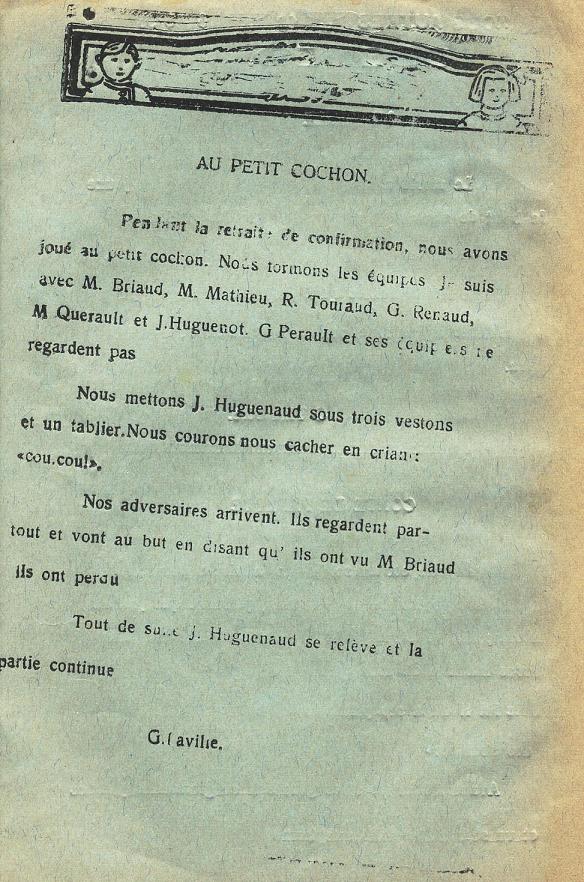 AU PETIT COCHON.
Pendant la retraite de confirmation, nous avons
joué au petit cochon. Nous formons les équipes Je suis
avec M. Briaud, M. Mathieu, R. Touraud, G. Renaud,
M Querault et J.Huguenot. G Perault et ses équipiers ne
regardent pas
Nous mettons J. Huguenaud sous trois vestons
et un tablier.Nous courons nous cacher en criant:
«cou.cou!».
Nos adversaires arrivent. Ils regardent par-
tout et vont au but en disant qu' ils ont vu M Briaud
ils ont perdu
Tout de suite J. Huguenaud se relève et la
partie continue